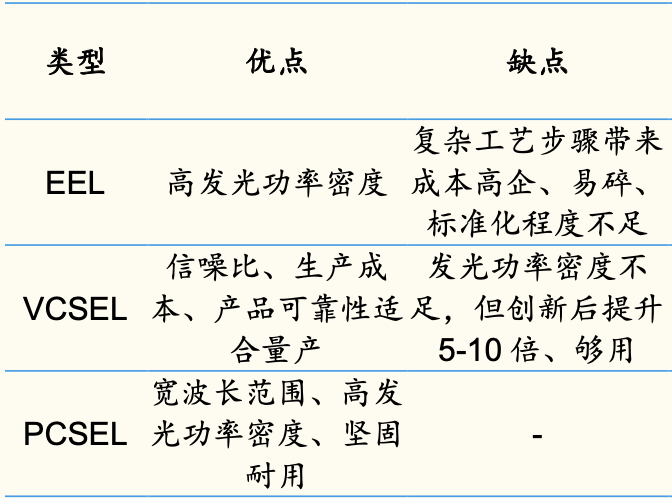 类型 优点 缺点
复杂工艺步骤带来
EEL 高发光功率密度 成本高企、易碎、
标准化程度不足
信噪比、生产成 发光功率密度不
VCSEL 本、产品可靠性适 足，但创新后提升
合量产 5-10 倍、够用
宽波长范围、高发
PCSEL 光功率密度、坚固 -
耐用